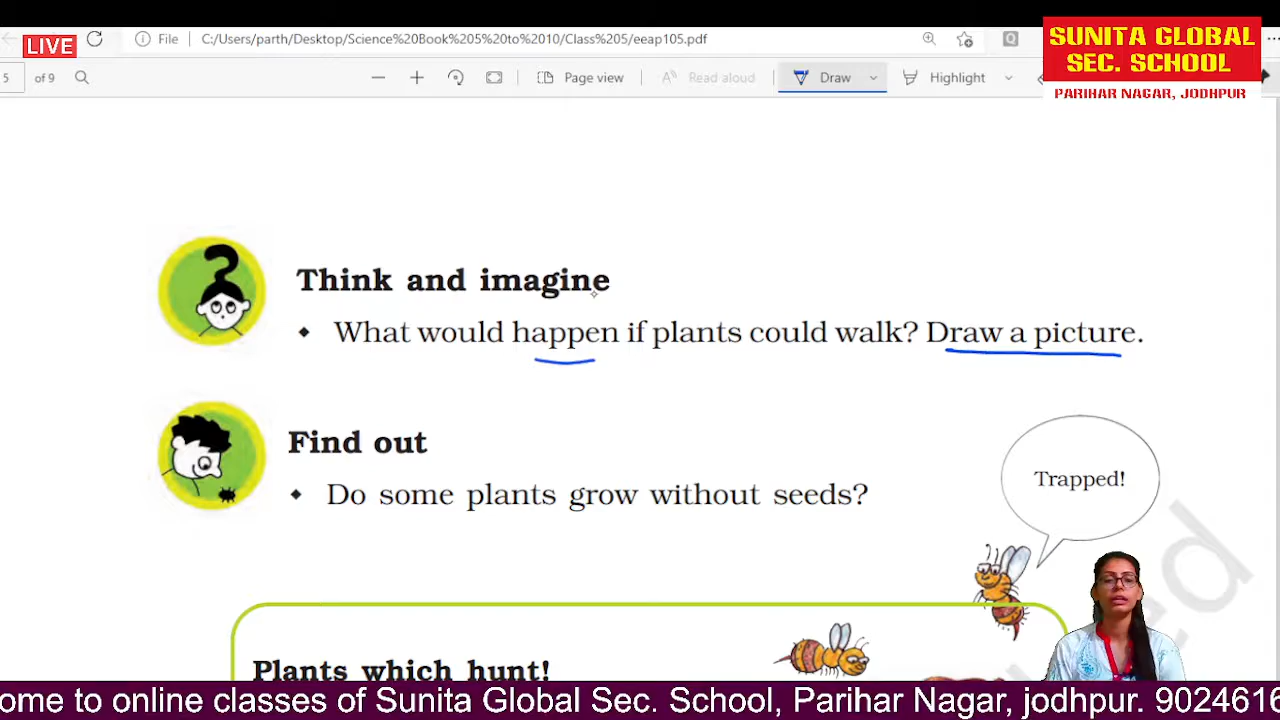 LIVE
File
C:/Users/parth/Desktop/Science%20Book%205%20to%2010/Class%205/eeap105.pdf
SUNITA GLOBAL
SEC. SCHOOL
PARIHAR NAGAR, JODHPUR
5 of 9
Page view
Read aloud
Draw
Highlight
Think and imagine
◆ What would happen if plants could walk? Draw a picture.
Find out
◆ Do some plants grow without seeds?
Trapped!
Plants which hunt!
ome to online classes of Sunita Global Sec. School, Parihar Nagar, jodhpur. 9024616